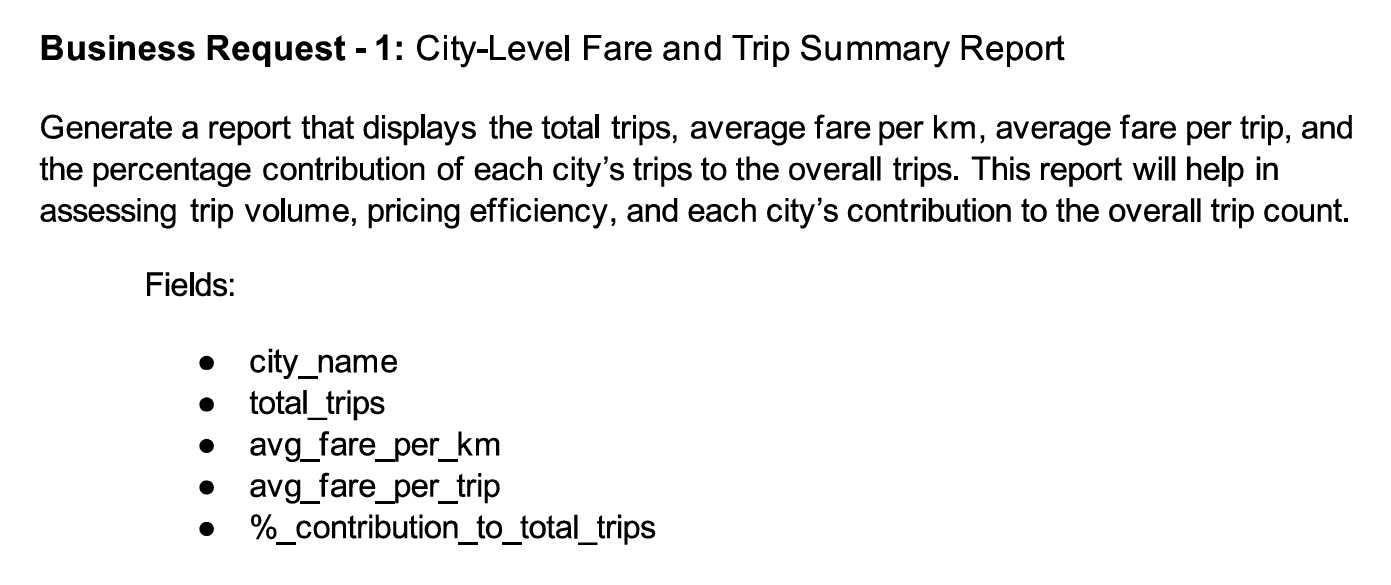 Business Request - 1: City-Level Fare and Trip Summary Report
Generate a report that displays the total trips, average fare per km, average fare per trip, and
the percentage contribution of each city’s trips to the overall trips. This report will help in
assessing trip volume, pricing efficiency, and each city’s contribution to the overall trip count.
Fields:
● city_name
● total_trips
● avg_fare_per_km
● avg_fare_per_trip
● %_contribution_to_total_trips